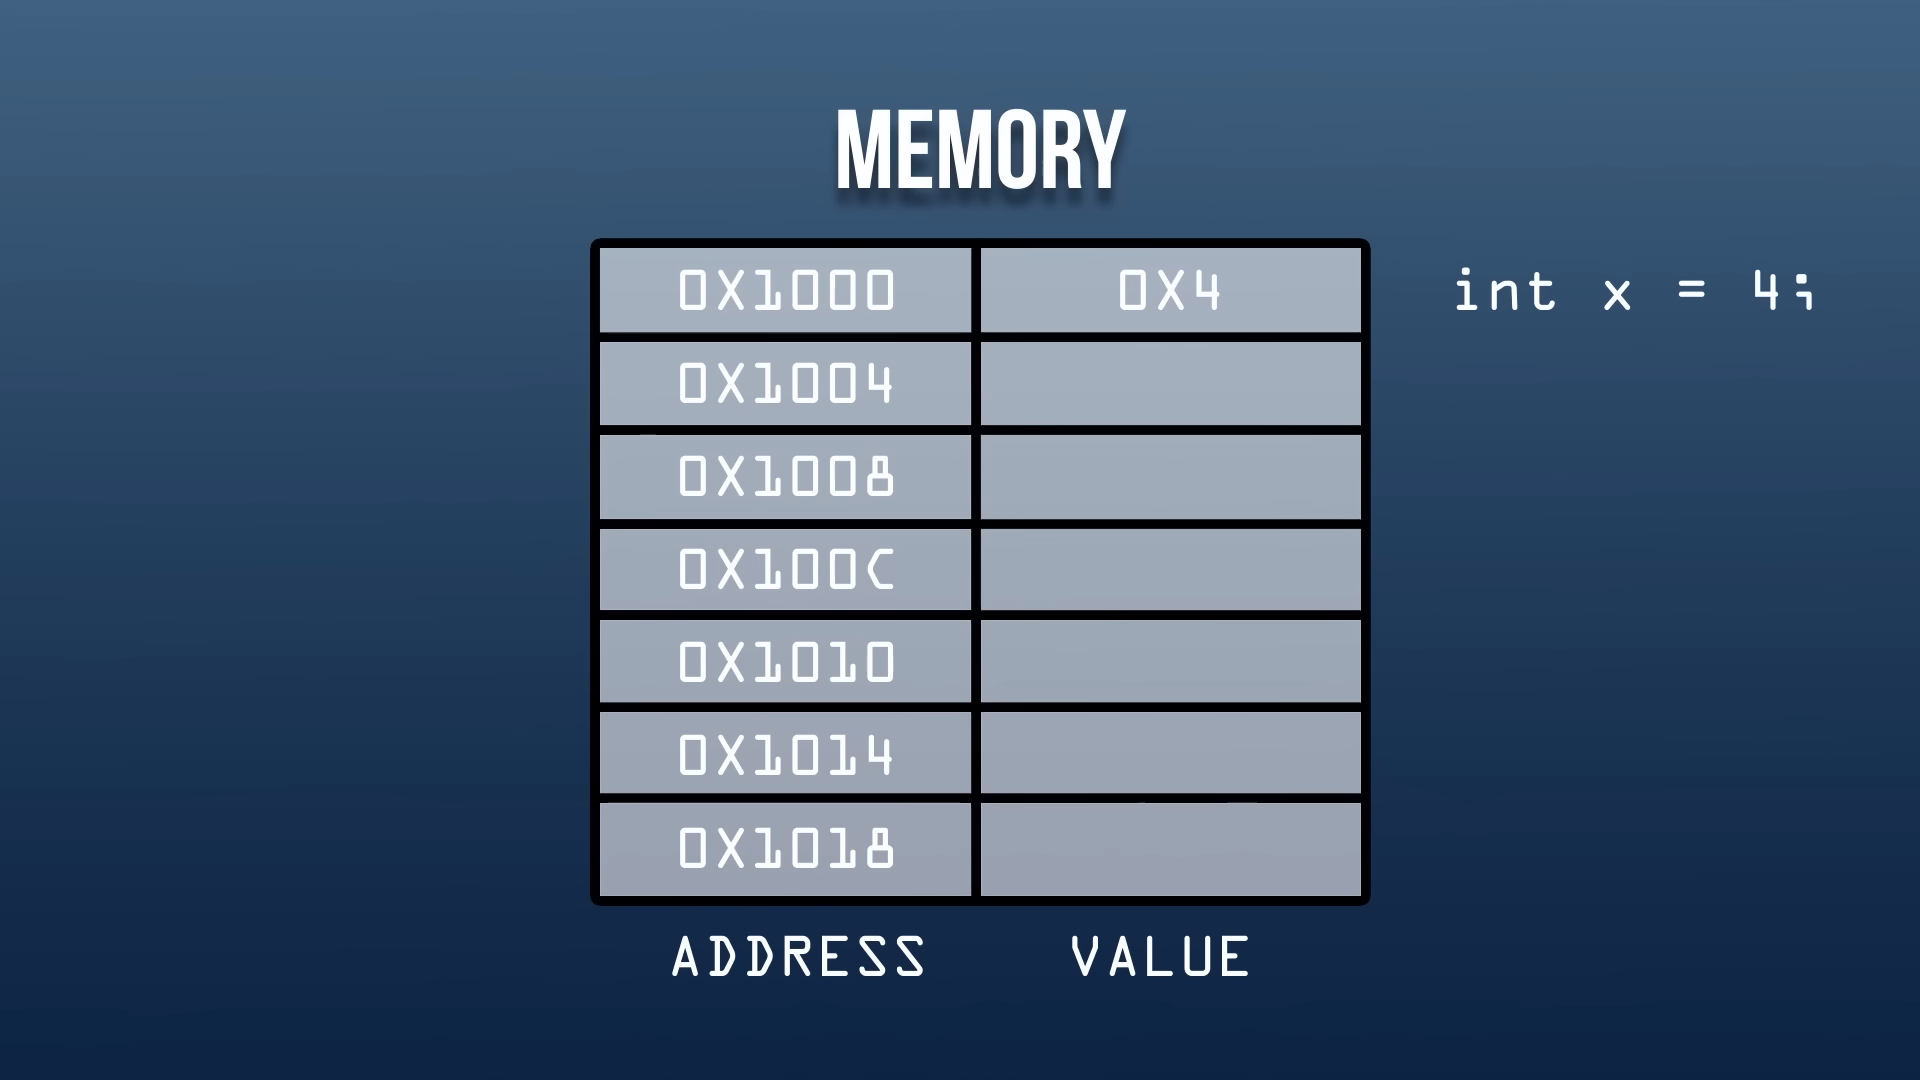 MEMORY
0X1000 0X4 int x = 4;
0X1004
0X1008
0X100C
0X1010
0X1014
0X1018
ADDRESS VALUE